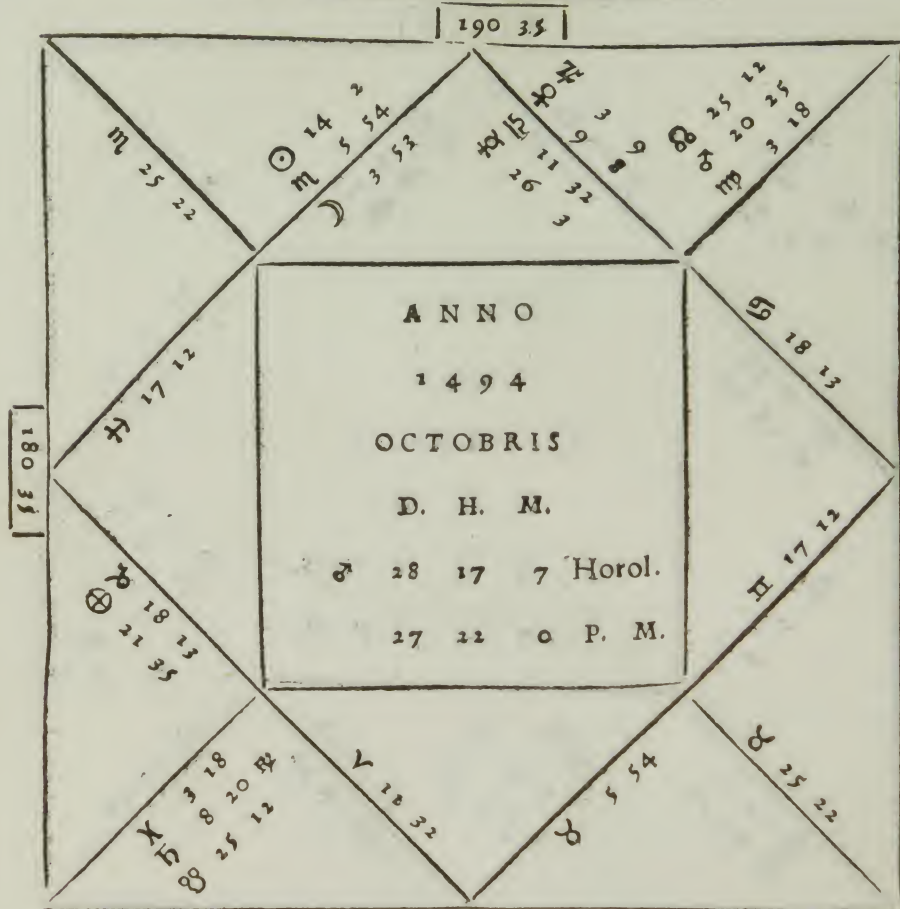 190 35
♏ 25 22
☉ 14 2
♏ 5 54
☽ 3 53
♃ 3 9
♀ 9 8
♎ 11 32
☿ 26 3
☊ 25 12
♂ 20 25
♍ 3 18
♋ 18 13
♐ 17 12
180 35
ANNO
1494
OCTOBRIS
D. H. M.
♂ 28 17 7 Horol.
27 22 0 P. M.
♊ 17 12
♑ 18 13
⊗ 21 35
♓ 3 18
♄ 8 20 ℞
☋ 25 12
♈ 11 32
♉ 5 54
♉ 25 22